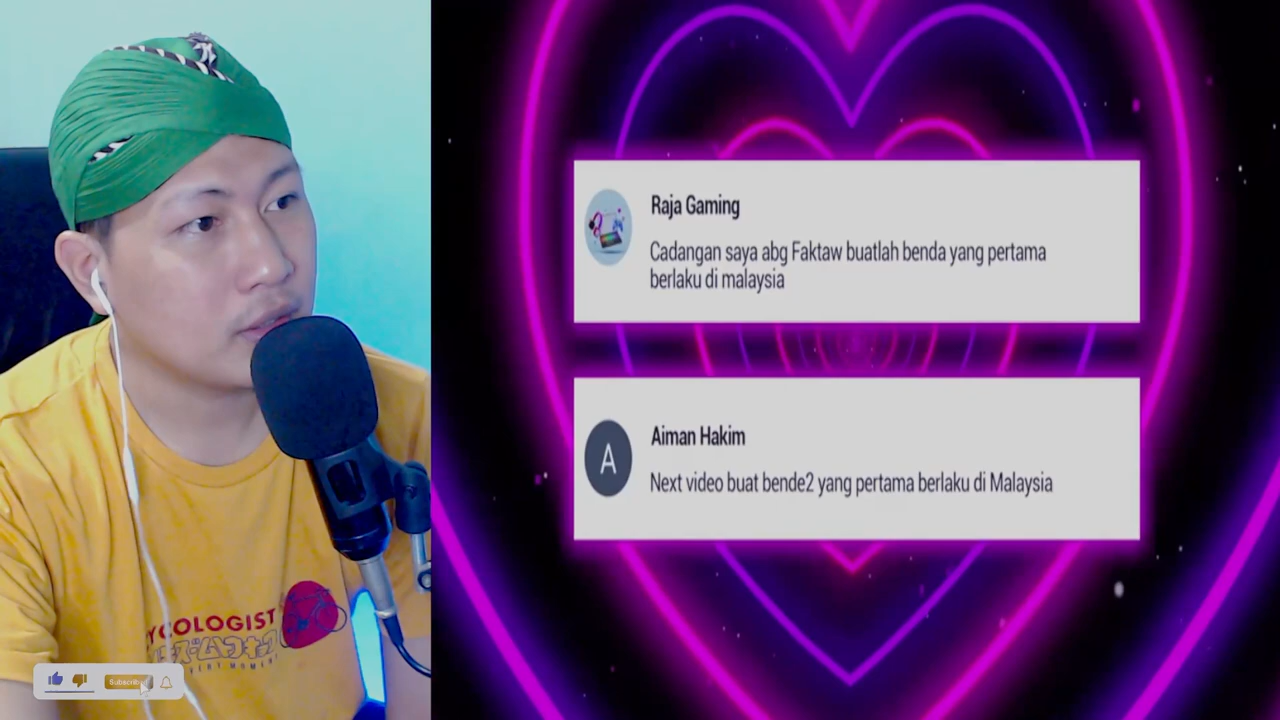 Raja Gaming
Cadangan saya abg Faktaw buatlah benda yang pertama
berlaku di malaysia
A
Aiman Hakim
Next video buat bende2 yang pertama berlaku di Malaysia
YCOLOGIST